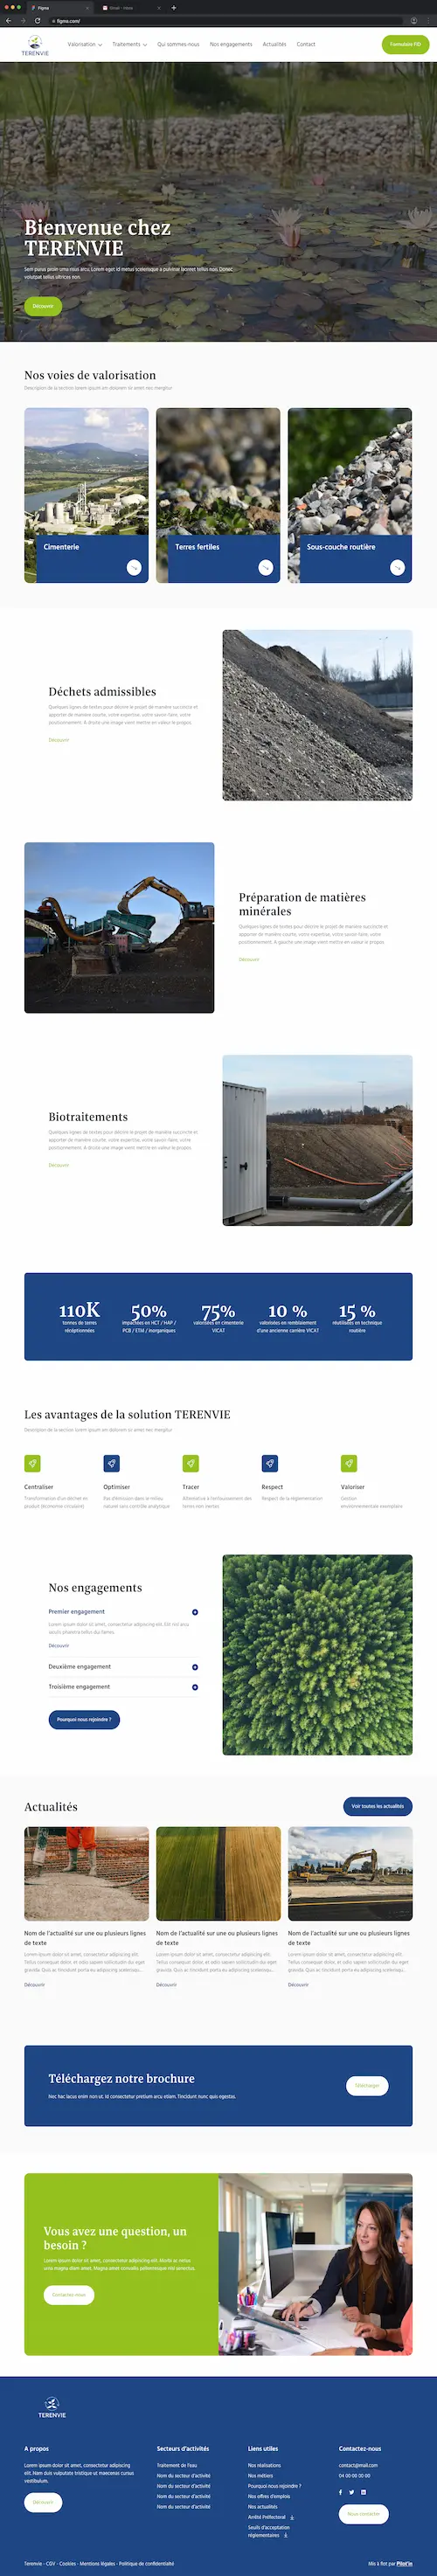 Figma
Gmail - Inbox
figma.com/
TERENVIE
Valorisation
Traitements
Qui sommes-nous
Nos engagements
Actualités
Contact
Formulaire FID
Bienvenue chez
TERENVIE
Sem purus proin urna risus arcu. Lorem eget id metus scelerisque a pulvinar laoreet tellus non. Donec
volutpat tellus ultrices non.
Découvrir
Nos voies de valorisation
Description de la section lorem ipsum am dolorem sir amet nec mangitur
Cimenterie
Terres fertiles
Sous-couche routière
Déchets admissibles
Quelques lignes de textes pour décrire le projet de manière succincte et
apporter de manière courte, votre expertise, votre savoir-faire, votre
positionnement. A droite une image vient mettre en valeur le propos.
Découvrir
Préparation de matières
minérales
Quelques lignes de textes pour décrire le projet de manière succincte et
apporter de manière courte, votre expertise, votre savoir-faire, votre
positionnement. A gauche une image vient mettre en valeur le propos.
Découvrir
Biotraitements
Quelques lignes de textes pour décrire le projet de manière succincte et
apporter de manière courte, votre expertise, votre savoir-faire, votre
positionnement. A droite une image vient mettre en valeur le propos.
Découvrir
110K
tonnes de terres
réceptionnées
50%
impactées en HCT / HAP /
PCB / ETM / inorganiques
75%
valorisées en cimenterie
VICAT
10 %
valorisées en remblaiement
d'une ancienne carrière VICAT
15 %
réutilisées en technique
routière
Les avantages de la solution TERENVIE
Description de la section lorem ipsum am dolorem sir amet nec mangitur
Centraliser
Transformation d'un déchet en
produit (économie circulaire)
Optimiser
Pas d'émission dans le milieu
naturel sans contrôle analytique
Tracer
Alternative à l'enfouissement des
terres non inertes
Respect
Respect de la réglementation
Valoriser
Gestion
environnementale exemplaire
Nos engagements
Premier engagement
Lorem ipsum dolor sit amet, consectetur adipiscing elit. Elit nisl arcu
iaculis pharetra tellus dui fames.
Découvrir
Deuxième engagement
Troisième engagement
Pourquoi nous rejoindre ?
Actualités
Voir toutes les actualités
Nom de l'actualité sur une ou plusieurs lignes
de texte
Lorem ipsum dolor sit amet, consectetur adipiscing elit.
Tellus consequat dolor, et odio sapien sollicitudin dui eget
gravida. Quis ac tincidunt porta eu adipiscing scelerisqu...
Découvrir
Nom de l'actualité sur une ou plusieurs lignes
de texte
Lorem ipsum dolor sit amet, consectetur adipiscing elit.
Tellus consequat dolor, et odio sapien sollicitudin dui eget
gravida. Quis ac tincidunt porta eu adipiscing scelerisqu...
Découvrir
Nom de l'actualité sur une ou plusieurs lignes
de texte
Lorem ipsum dolor sit amet, consectetur adipiscing elit.
Tellus consequat dolor, et odio sapien sollicitudin dui eget
gravida. Quis ac tincidunt porta eu adipiscing scelerisqu...
Découvrir
Téléchargez notre brochure
Nec hac lacus enim non ut. Id consectetur pretium arcu etiam. Tincidunt nunc quis egestas.
Télécharger
Vous avez une question, un
besoin ?
Lorem ipsum dolor sit amet, consectetur adipiscing elit. Morbi ac netus
urna magna diam amet. Magna amet convallis pellentesque nisi senectus.
Contactez-nous
TERENVIE
A propos
Lorem ipsum dolor sit amet, consectetur adipiscing
elit. Nam duis vulputate tristique ut maecenas cursus
vestibulum.
Découvrir
Secteurs d'activités
Traitement de l'eau
Nom du secteur d'activité
Nom du secteur d'activité
Nom du secteur d'activité
Nom du secteur d'activité
Liens utiles
Nos réalisations
Nos métiers
Pourquoi nous rejoindre ?
Nos offres d'emplois
Nos actualités
Arrêté Préfectoral
Seuils d'acceptation
réglementaires
Contactez-nous
contact@mail.com
04 00 00 00 00
Nous contacter
Terenvie - CGV - Cookies - Mentions légales - Politique de confidentialité
Mis à flot par Pilot'in